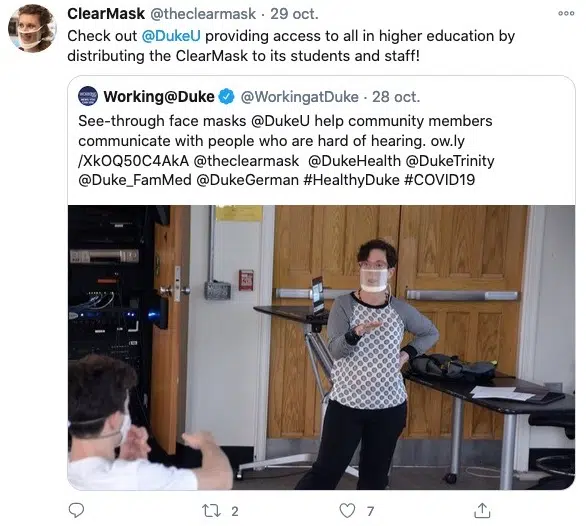 ClearMask @theclearmask · 29 oct.
Check out @DukeU providing access to all in higher education by
distributing the ClearMask to its students and staff!
Working@Duke @WorkingatDuke · 28 oct.
See-through face masks @DukeU help community members
communicate with people who are hard of hearing. ow.ly
/XkOQ50C4AkA @theclearmask @DukeHealth @DukeTrinity
@Duke_FamMed @DukeGerman #HealthyDuke #COVID19
2
7